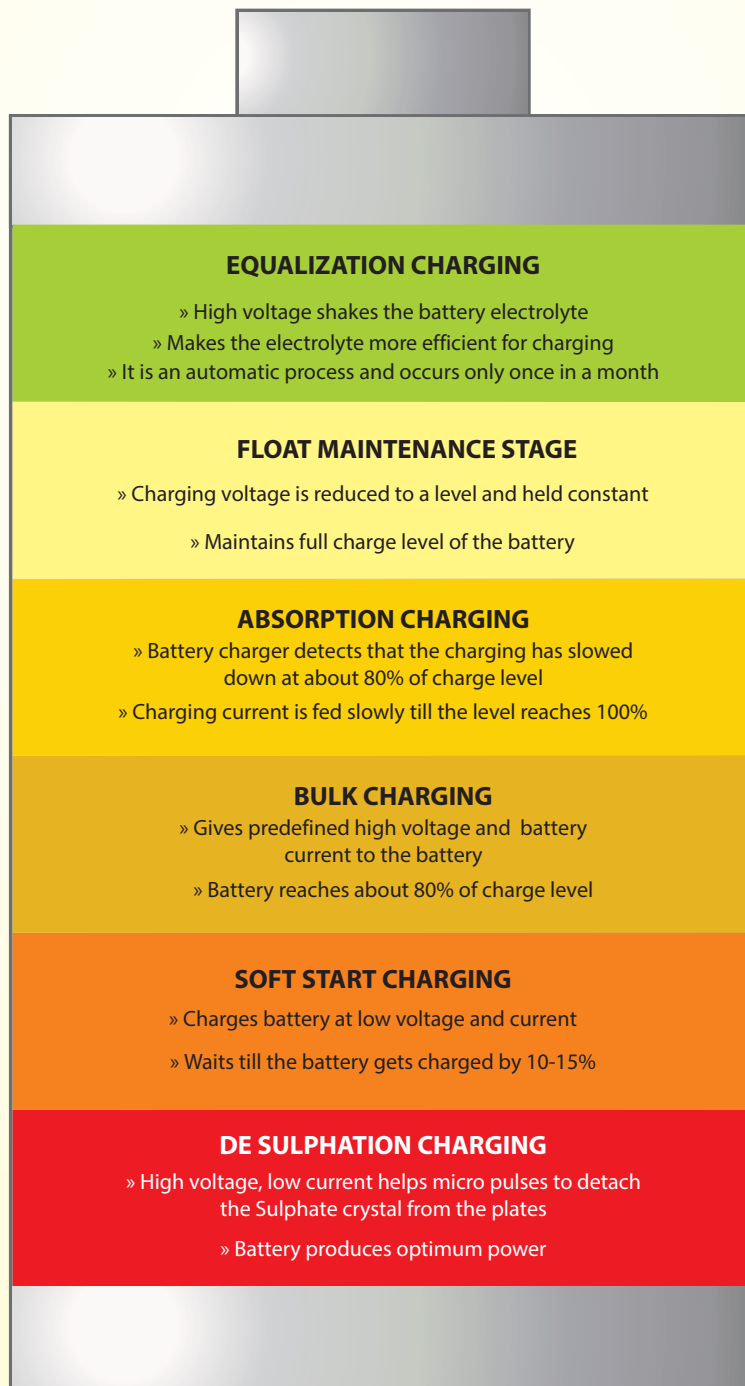 EQUALIZATION CHARGING
» High voltage shakes the battery electrolyte
» Makes the electrolyte more efficient for charging
» It is an automatic process and occurs only once in a month
FLOAT MAINTENANCE STAGE
» Charging voltage is reduced to a level and held constant
» Maintains full charge level of the battery
ABSORPTION CHARGING
» Battery charger detects that the charging has slowed
down at about 80% of charge level
» Charging current is fed slowly till the level reaches 100%
BULK CHARGING
» Gives predefined high voltage and battery
current to the battery
» Battery reaches about 80% of charge level
SOFT START CHARGING
» Charges battery at low voltage and current
» Waits till the battery gets charged by 10-15%
DE SULPHATION CHARGING
» High voltage, low current helps micro pulses to detach
the Sulphate crystal from the plates
» Battery produces optimum power